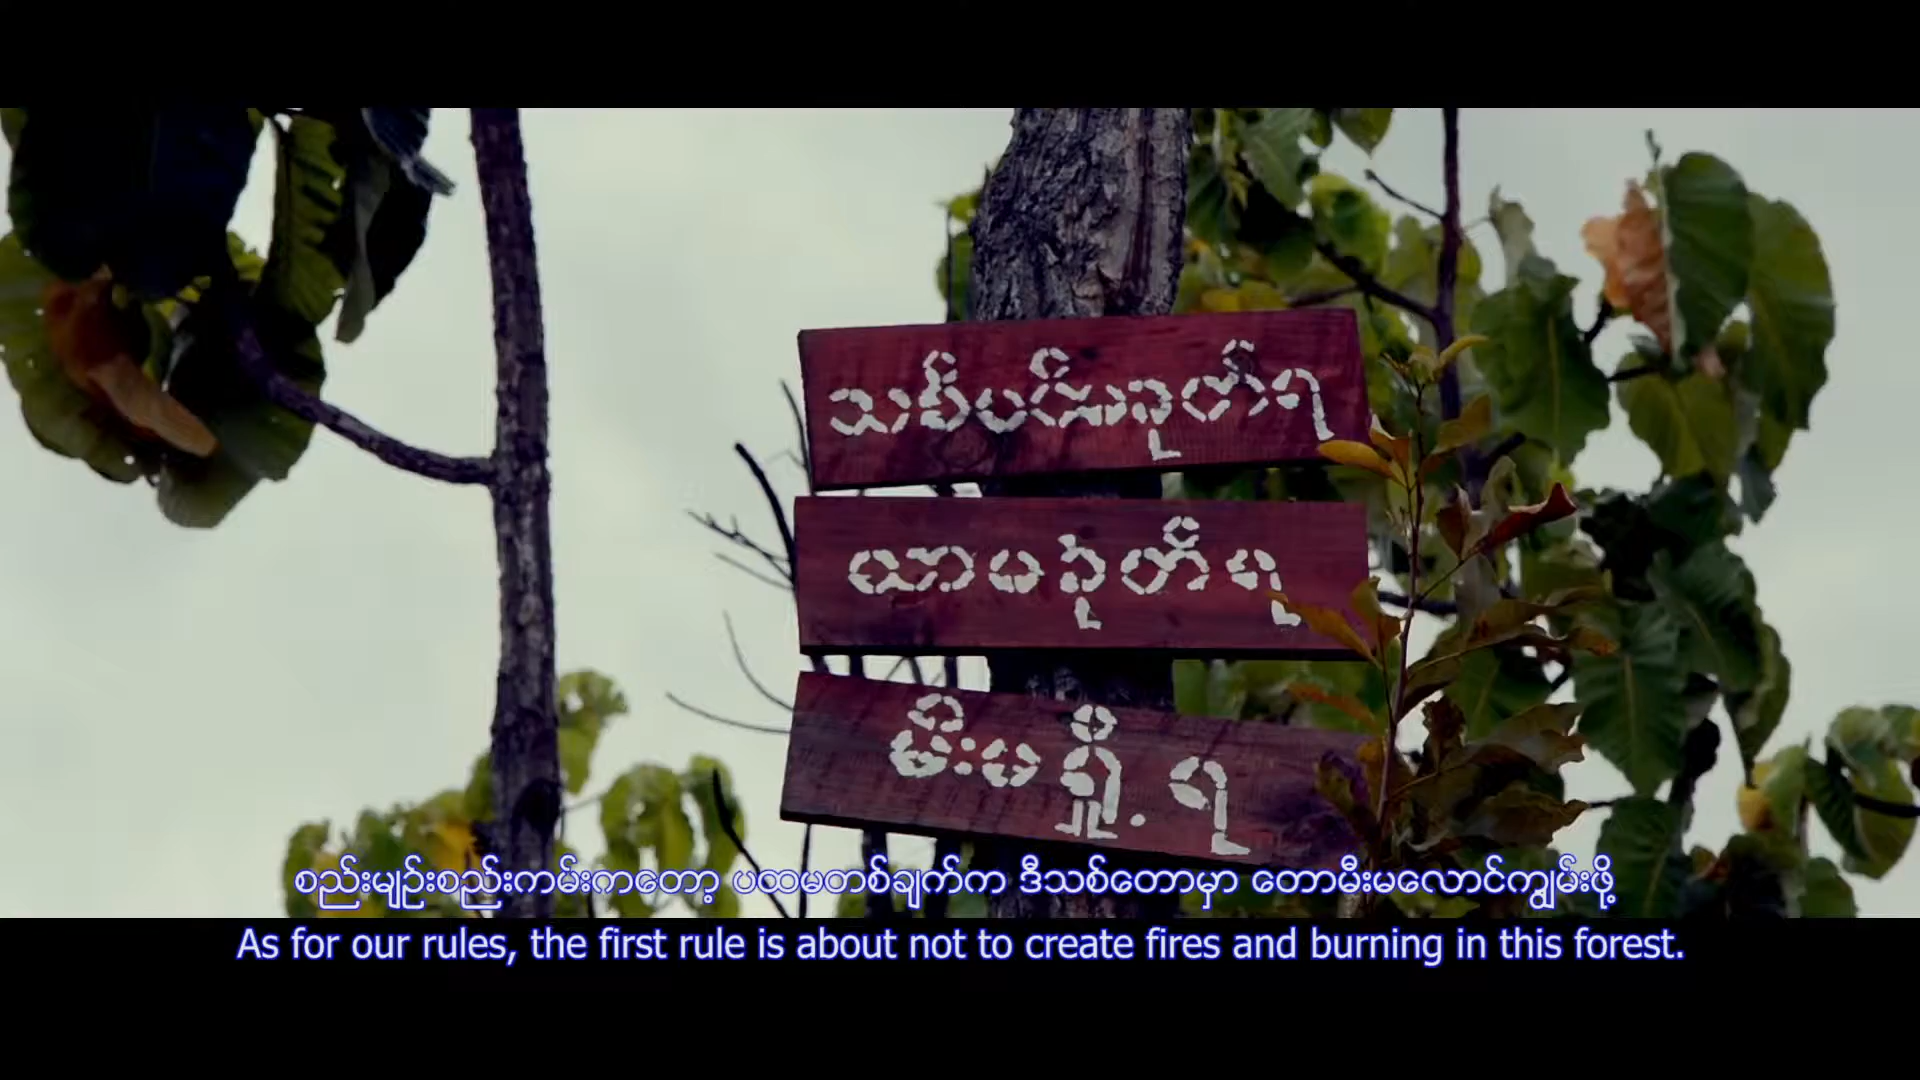 သစ်ပင်မခုတ်ရ
ယာမခုတ်ရ
မီးမရှို့ရ
စည်းမျဉ်းစည်းကမ်းကတော့ ပထမတစ်ချက်က ဒီသစ်တောမှာ တောမီးမလောင်ကျွမ်းဖို့
As for our rules, the first rule is about not to create fires and burning in this forest.